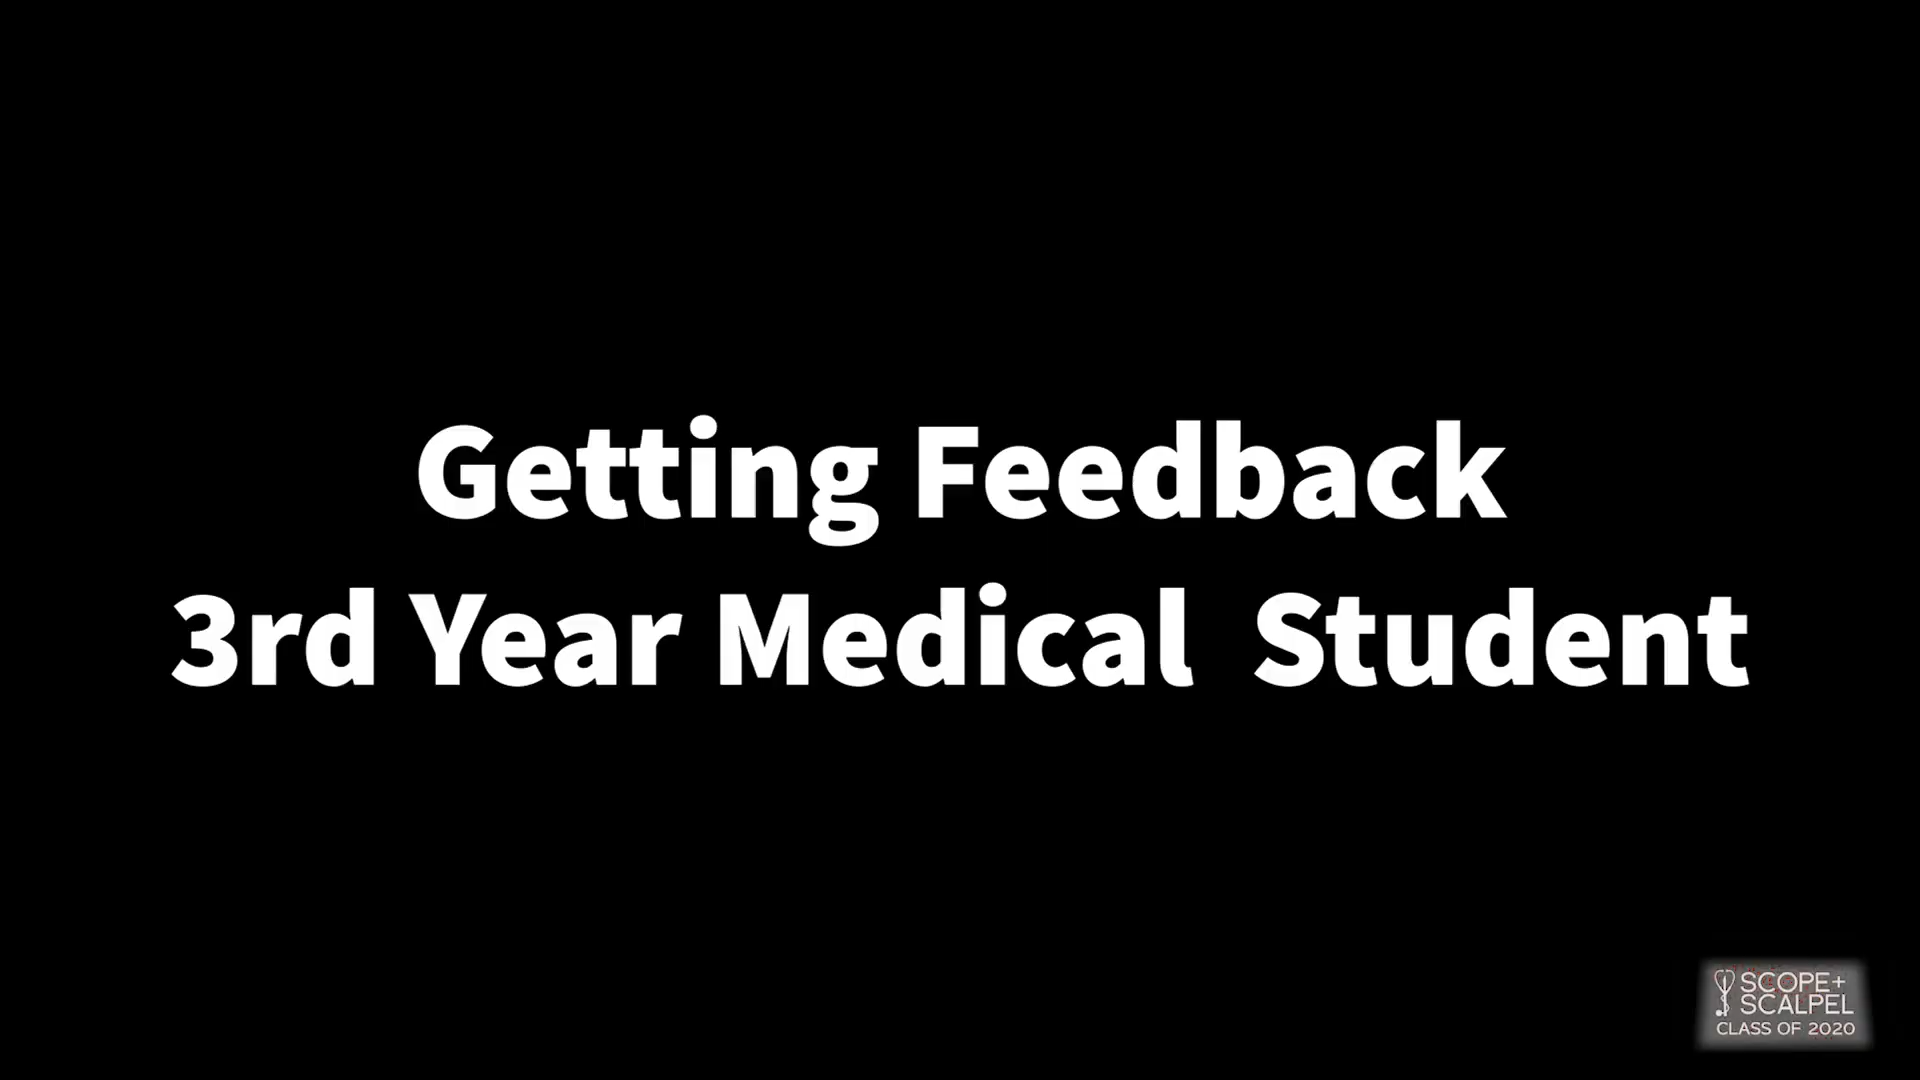 Getting Feedback
3rd Year Medical  Student
SCOPE+
SCALPEL
CLASS OF 2020